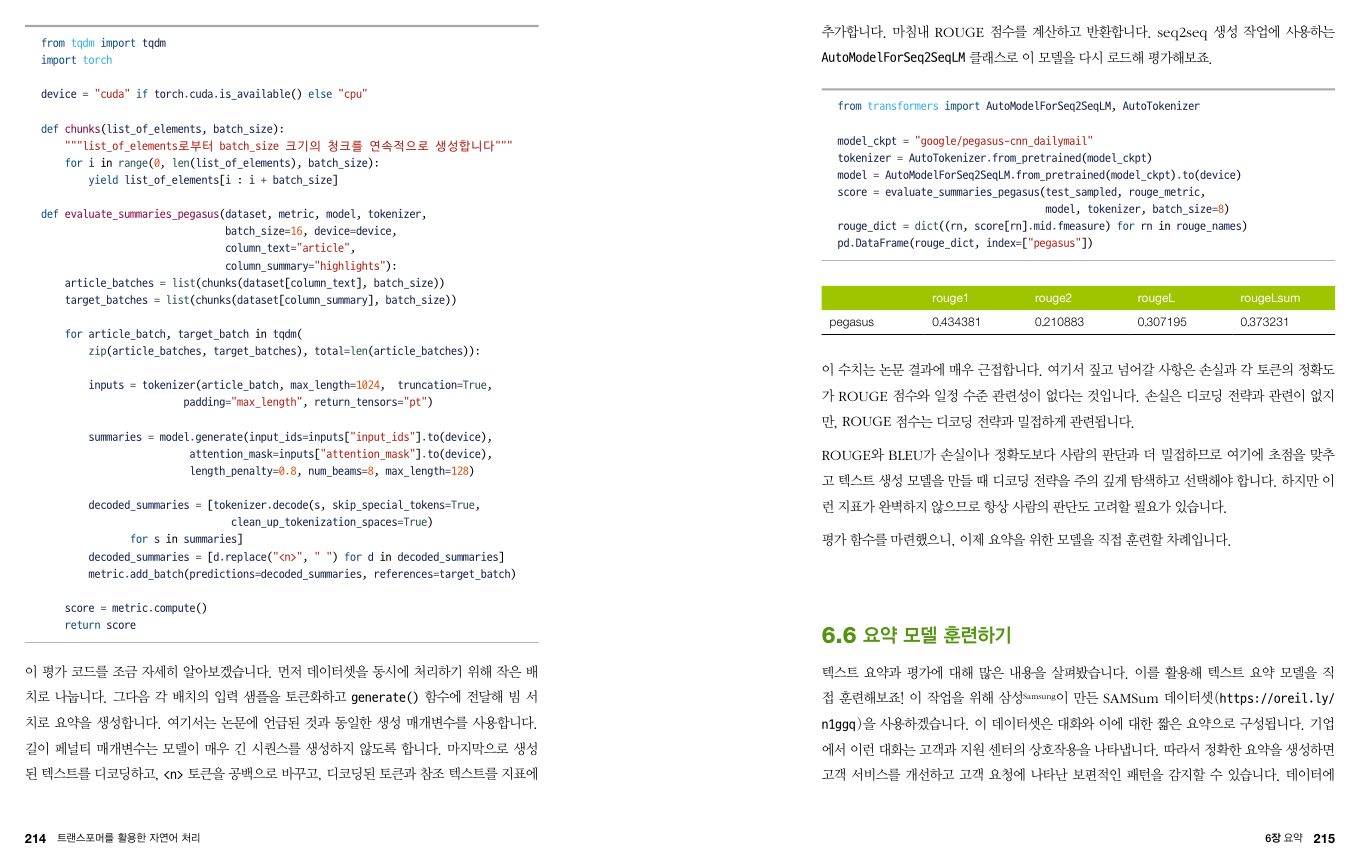 from tqdm import tqdm
import torch

device = "cuda" if torch.cuda.is_available() else "cpu"

def chunks(list_of_elements, batch_size):
    """list_of_elements로부터 batch_size 크기의 청크를 연속적으로 생성합니다"""
    for i in range(0, len(list_of_elements), batch_size):
        yield list_of_elements[i : i + batch_size]

def evaluate_summaries_pegasus(dataset, metric, model, tokenizer,
                               batch_size=16, device=device,
                               column_text="article",
                               column_summary="highlights"):
    article_batches = list(chunks(dataset[column_text], batch_size))
    target_batches = list(chunks(dataset[column_summary], batch_size))

    for article_batch, target_batch in tqdm(
        zip(article_batches, target_batches), total=len(article_batches)):

        inputs = tokenizer(article_batch, max_length=1024,  truncation=True,
                        padding="max_length", return_tensors="pt")

        summaries = model.generate(input_ids=inputs["input_ids"].to(device),
                         attention_mask=inputs["attention_mask"].to(device),
                         length_penalty=0.8, num_beams=8, max_length=128)

        decoded_summaries = [tokenizer.decode(s, skip_special_tokens=True,
                                clean_up_tokenization_spaces=True)
               for s in summaries]
        decoded_summaries = [d.replace("<n>", " ") for d in decoded_summaries]
        metric.add_batch(predictions=decoded_summaries, references=target_batch)

    score = metric.compute()
    return score

이 평가 코드를 조금 자세히 알아보겠습니다. 먼저 데이터셋을 동시에 처리하기 위해 작은 배
치로 나눕니다. 그다음 각 배치의 입력 샘플을 토큰화하고 generate() 함수에 전달해 빔 서
치로 요약을 생성합니다. 여기서는 논문에 언급된 것과 동일한 생성 매개변수를 사용합니다.
길이 페널티 매개변수는 모델이 매우 긴 시퀀스를 생성하지 않도록 합니다. 마지막으로 생성
된 텍스트를 디코딩하고, <n> 토큰을 공백으로 바꾸고, 디코딩된 토큰과 참조 텍스트를 지표에
214 트랜스포머를 활용한 자연어 처리

추가합니다. 마침내 ROUGE 점수를 계산하고 반환합니다. seq2seq 생성 작업에 사용하는
AutoModelForSeq2SeqLM 클래스로 이 모델을 다시 로드해 평가해보죠.

from transformers import AutoModelForSeq2SeqLM, AutoTokenizer

model_ckpt = "google/pegasus-cnn_dailymail"
tokenizer = AutoTokenizer.from_pretrained(model_ckpt)
model = AutoModelForSeq2SeqLM.from_pretrained(model_ckpt).to(device)
score = evaluate_summaries_pegasus(test_sampled, rouge_metric,
                                   model, tokenizer, batch_size=8)
rouge_dict = dict((rn, score[rn].mid.fmeasure) for rn in rouge_names)
pd.DataFrame(rouge_dict, index=["pegasus"])

rouge1 rouge2 rougeL rougeLsum
pegasus 0.434381 0.210883 0.307195 0.373231

이 수치는 논문 결과에 매우 근접합니다. 여기서 짚고 넘어갈 사항은 손실과 각 토큰의 정확도
가 ROUGE 점수와 일정 수준 관련성이 없다는 것입니다. 손실은 디코딩 전략과 관련이 없지
만, ROUGE 점수는 디코딩 전략과 밀접하게 관련됩니다.
ROUGE와 BLEU가 손실이나 정확도보다 사람의 판단과 더 밀접하므로 여기에 초점을 맞추
고 텍스트 생성 모델을 만들 때 디코딩 전략을 주의 깊게 탐색하고 선택해야 합니다. 하지만 이
런 지표가 완벽하지 않으므로 항상 사람의 판단도 고려할 필요가 있습니다.
평가 함수를 마련했으니, 이제 요약을 위한 모델을 직접 훈련할 차례입니다.

6.6 요약 모델 훈련하기
텍스트 요약과 평가에 대해 많은 내용을 살펴봤습니다. 이를 활용해 텍스트 요약 모델을 직
접 훈련해보죠! 이 작업을 위해 삼성Samsung이 만든 SAMSum 데이터셋(https://oreil.ly/
n1ggq)을 사용하겠습니다. 이 데이터셋은 대화와 이에 대한 짧은 요약으로 구성됩니다. 기업
에서 이런 대화는 고객과 지원 센터의 상호작용을 나타냅니다. 따라서 정확한 요약을 생성하면
고객 서비스를 개선하고 고객 요청에 나타난 보편적인 패턴을 감지할 수 있습니다. 데이터에
6장 요약 215